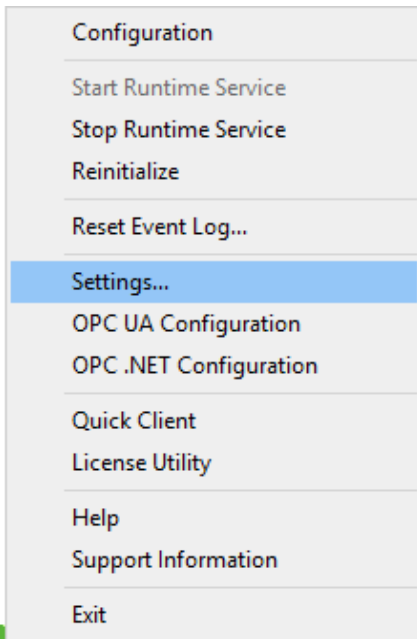 Configuration
Start Runtime Service
Stop Runtime Service
Reinitialize
Reset Event Log...
Settings...
OPC UA Configuration
OPC .NET Configuration
Quick Client
License Utility
Help
Support Information
Exit